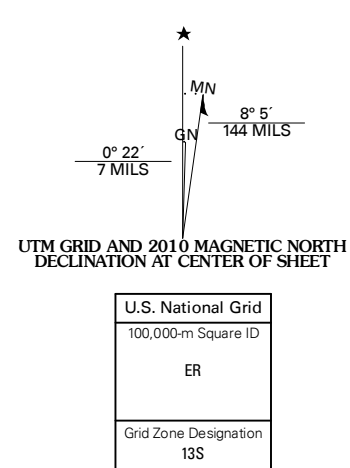 MN
8° 5´
144 MILS
GN
0° 22´
7 MILS
UTM GRID AND 2010 MAGNETIC NORTH
DECLINATION AT CENTER OF SHEET
U.S. National Grid
100,000-m Square ID
ER
Grid Zone Designation
13S